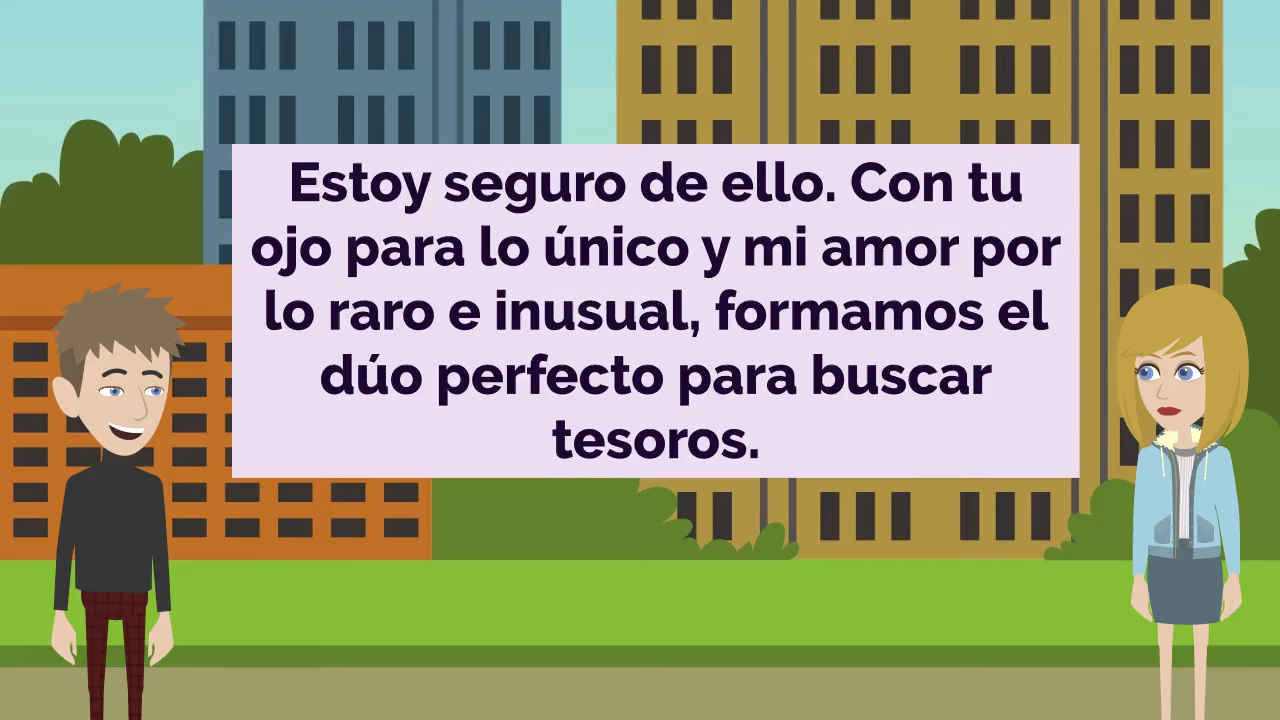 Estoy seguro de ello. Con tu
ojo para lo único y mi amor por
lo raro e inusual, formamos el
dúo perfecto para buscar
tesoros.